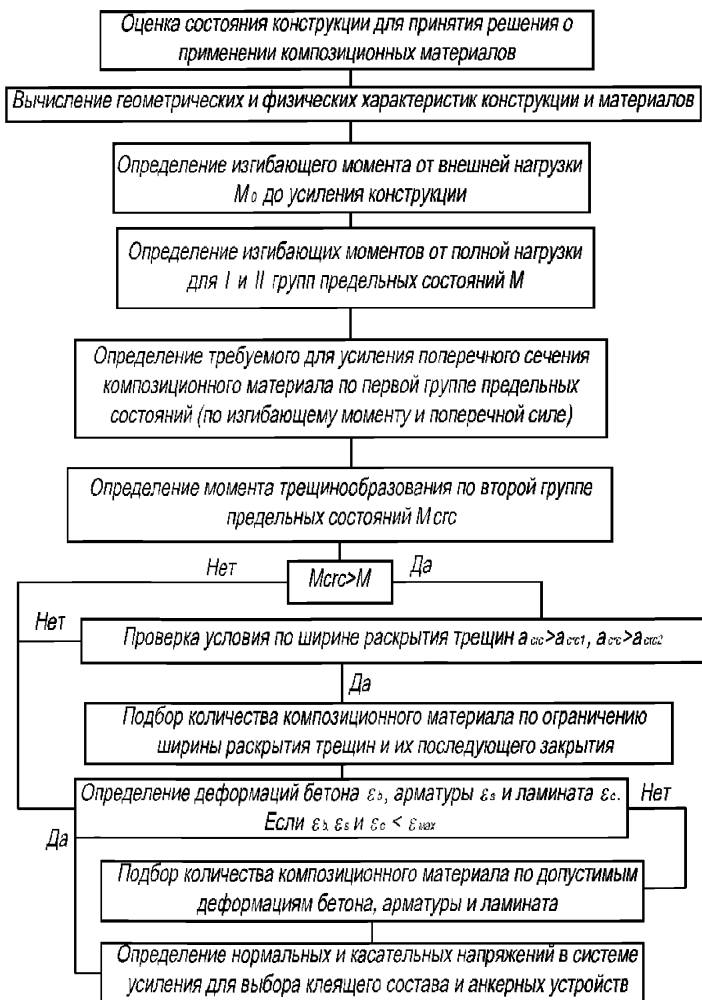 Оценка состояния конструкции для принятия решения о
применении композиционных материалов
Вычисление геометрических и физических характеристик конструкции и материалов
Определение изгибающего момента от внешней нагрузки
M₀ до усиления конструкции
Определение изгибающих моментов от полной нагрузки
для I и II групп предельных состояний M
Определение требуемого для усиления поперечного сечения
композиционного материала по первой группе предельных
состояний (по изгибающему моменту и поперечной силе)
Определение момента трещинообразования по второй группе
предельных состояний Mcrc
Нет
Mcrc>M
Да
Нет
Проверка условия по ширине раскрытия трещин a crc>a crc1, a crc>a crc2
Да
Подбор количества композиционного материала по ограничению
ширины раскрытия трещин и их последующего закрытия
Определение деформаций бетона εb, арматуры εs и ламината εc.
Если εb, εs и εc < εmax
Нет
Да
Подбор количества композиционного материала по допустимым
деформациям бетона, арматуры и ламината
Определение нормальных и касательных напряжений в системе
усиления для выбора клеящего состава и анкерных устройств